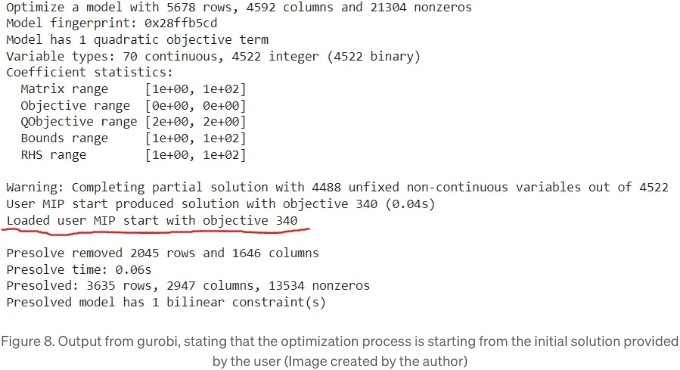 Optimize a model with 5678 rows, 4592 columns and 21304 nonzeros
Model fingerprint: 0x28ffb5cd
Model has 1 quadratic objective term
Variable types: 70 continuous, 4522 integer (4522 binary)
Coefficient statistics:
Matrix range [1e+00, 1e+02]
Objective range [0e+00, 0e+00]
QObjective range [2e+00, 2e+00]
Bounds range [1e+00, 1e+02]
RHS range [1e+00, 1e+02]
Warning: Completing partial solution with 4488 unfixed non-continuous variables out of 4522
User MIP start produced solution with objective 340 (0.04s)
Loaded user MIP start with objective 340
Presolve removed 2045 rows and 1646 columns
Presolve time: 0.06s
Presolved: 3635 rows, 2947 columns, 13534 nonzeros
Presolved model has 1 bilinear constraint(s)
Figure 8. Output from gurobi, stating that the optimization process is starting from the initial solution provided
by the user (Image created by the author)